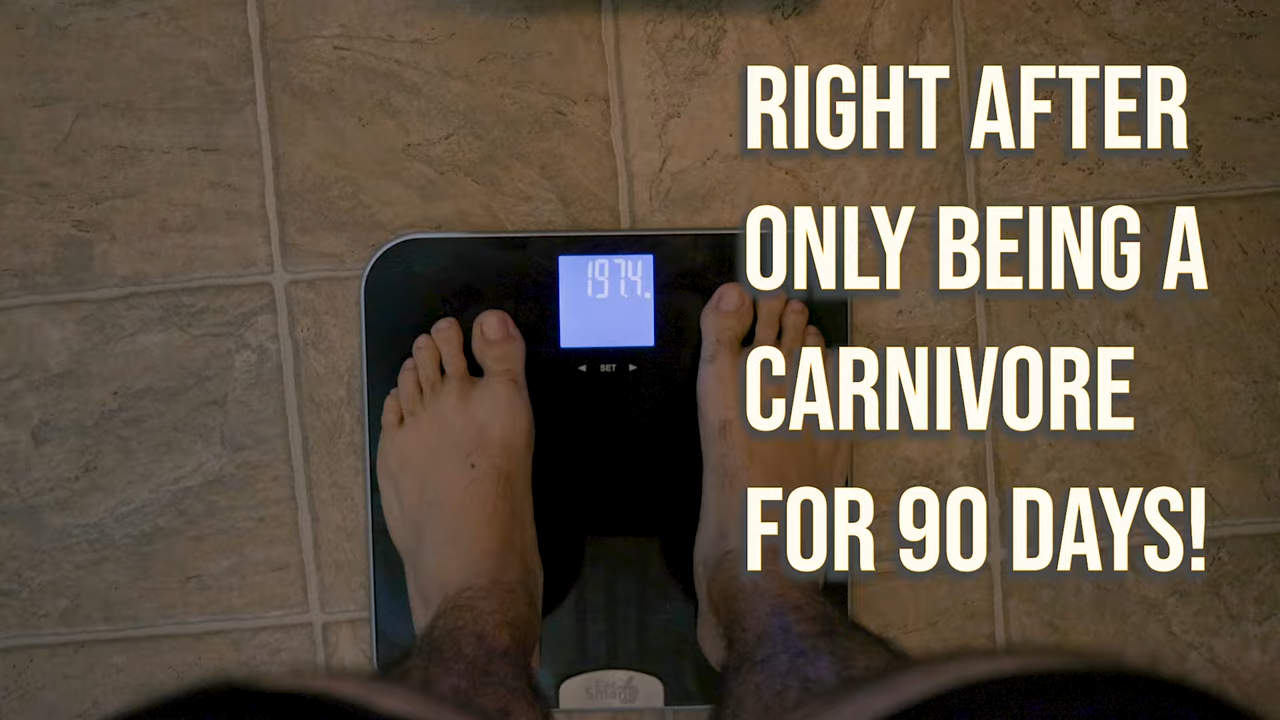 RIGHT AFTER
ONLY BEING A
CARNIVORE
FOR 90 DAYS!
197.4
◄ SET ►